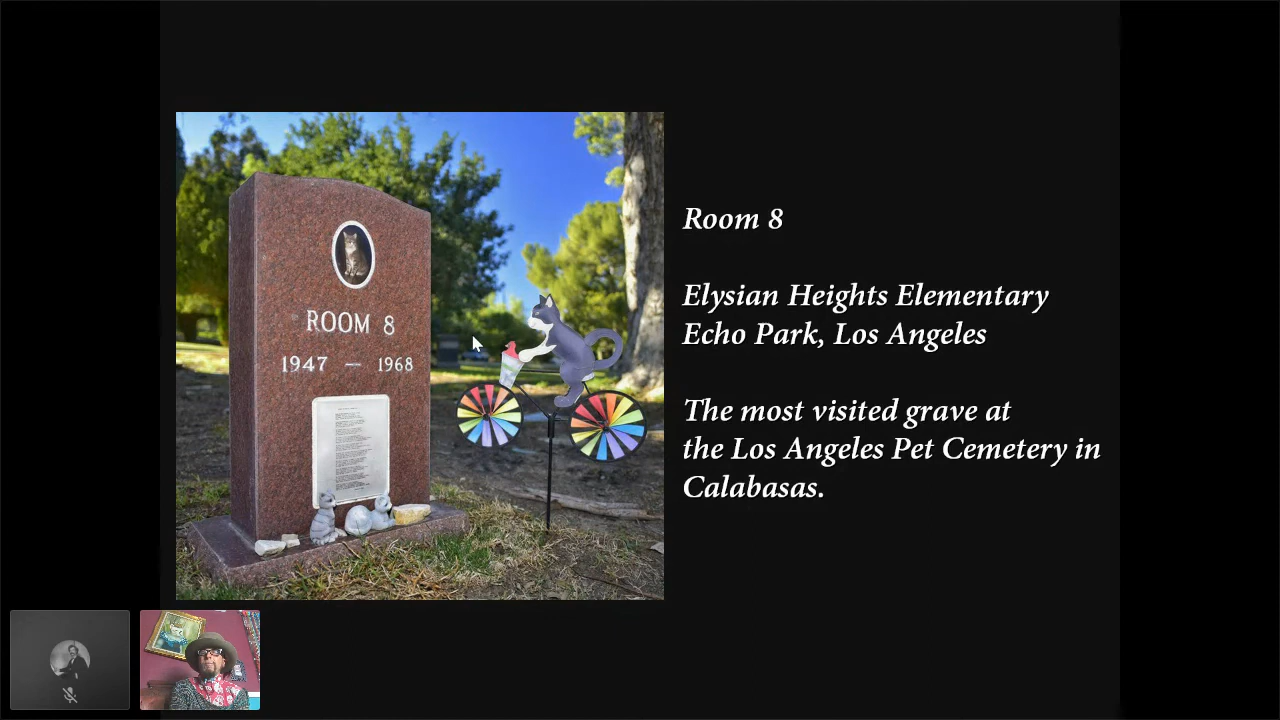 ROOM 8
1947 — 1968
Room 8
Elysian Heights Elementary
Echo Park, Los Angeles
The most visited grave at
the Los Angeles Pet Cemetery in
Calabasas.